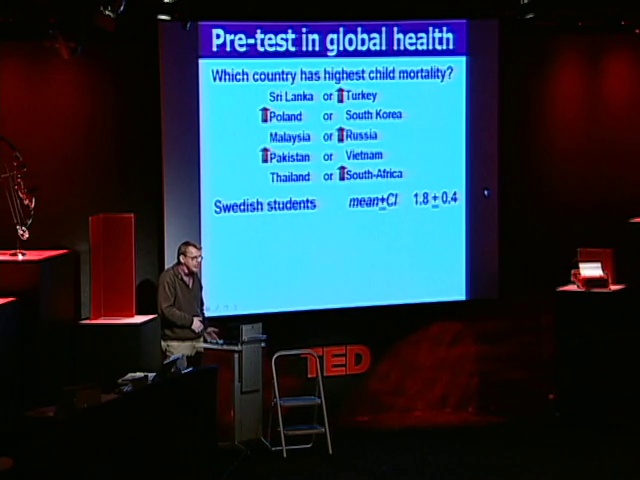 Pre-test in global health
Which country has highest child mortality?
Sri Lanka or Turkey
Poland or South Korea
Malaysia or Russia
Pakistan or Vietnam
Thailand or South-Africa
Swedish students mean±CI 1,8 ± 0,4
TED